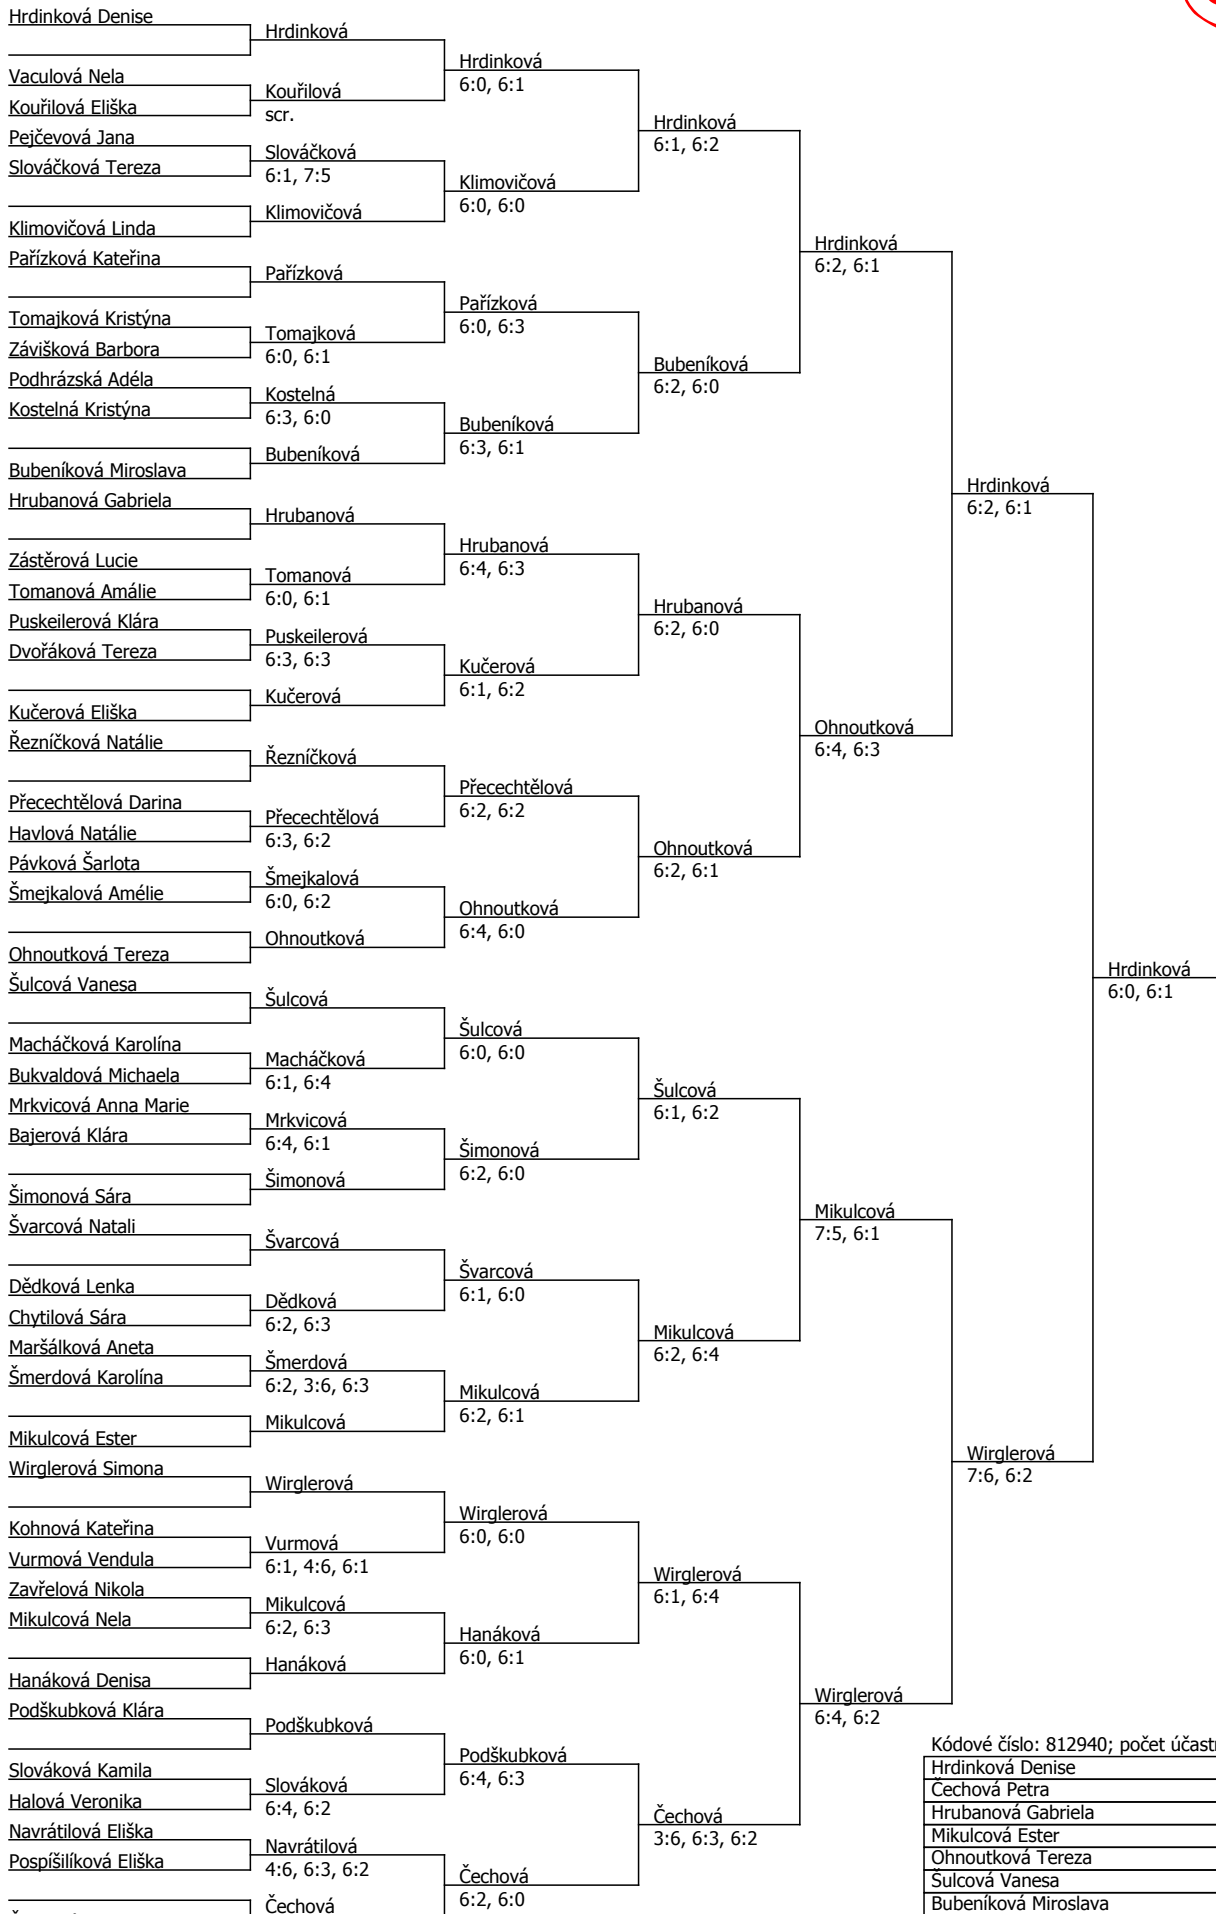 Hrdinková Denise
Vaculová Nela
Kouřilová Eliška
Pejčevová Jana
Slováčková Tereza
Klimovičová Linda
Pařízková Kateřina
Tomajková Kristýna
Závišková Barbora
Podhrázská Adéla
Kostelná Kristýna
Bubeníková Miroslava
Hrubanová Gabriela
Zástěrová Lucie
Tomanová Amálie
Puskeilerová Klára
Dvořáková Tereza
Kučerová Eliška
Řezníčková Natálie
Přecechtělová Darina
Havlová Natálie
Pávková Šarlota
Šmejkalová Amélie
Ohnoutková Tereza
Šulcová Vanesa
Macháčková Karolína
Bukvaldová Michaela
Mrkvicová Anna Marie
Bajerová Klára
Šimonová Sára
Švarcová Natali
Dědková Lenka
Chytilová Sára
Maršálková Aneta
Šmerdová Karolína
Mikulcová Ester
Wirglerová Simona
Kohnová Kateřina
Vurmová Vendula
Zavřelová Nikola
Mikulcová Nela
Hanáková Denisa
Podškubková Klára
Slováková Kamila
Halová Veronika
Navrátilová Eliška
Pospíšilíková Eliška
Hrdinková
Kouřilová
scr.
Slováčková
6:1, 7:5
Klimovičová
Pařízková
Tomajková
6:0, 6:1
Kostelná
6:3, 6:0
Bubeníková
Hrubanová
Tomanová
6:0, 6:1
Puskeilerová
6:3, 6:3
Kučerová
Řezníčková
Přecechtělová
6:3, 6:2
Šmejkalová
6:0, 6:2
Ohnoutková
Šulcová
Macháčková
6:1, 6:4
Mrkvicová
6:4, 6:1
Šimonová
Švarcová
Dědková
6:2, 6:3
Šmerdová
6:2, 3:6, 6:3
Mikulcová
Wirglerová
Vurmová
6:1, 4:6, 6:1
Mikulcová
6:2, 6:3
Hanáková
Podškubková
Slováková
6:4, 6:2
Navrátilová
4:6, 6:3, 6:2
Čechová
Hrdinková
6:0, 6:1
Klimovičová
6:0, 6:0
Pařízková
6:0, 6:3
Bubeníková
6:3, 6:1
Hrubanová
6:4, 6:3
Kučerová
6:1, 6:2
Přecechtělová
6:2, 6:2
Ohnoutková
6:4, 6:0
Šulcová
6:0, 6:0
Šimonová
6:2, 6:0
Švarcová
6:1, 6:0
Mikulcová
6:2, 6:1
Wirglerová
6:0, 6:0
Hanáková
6:0, 6:1
Podškubková
6:4, 6:3
Čechová
6:2, 6:0
Hrdinková
6:1, 6:2
Bubeníková
6:2, 6:0
Hrubanová
6:2, 6:0
Ohnoutková
6:2, 6:1
Šulcová
6:1, 6:2
Mikulcová
6:2, 6:4
Wirglerová
6:1, 6:4
Čechová
3:6, 6:3, 6:2
Hrdinková
6:2, 6:1
Ohnoutková
6:4, 6:3
Mikulcová
7:5, 6:1
Wirglerová
6:4, 6:2
Hrdinková
6:2, 6:1
Wirglerová
7:6, 6:2
Hrdinková
6:0, 6:1
Kódové číslo: 812940; počet účast
Hrdinková Denise
Čechová Petra
Hrubanová Gabriela
Mikulcová Ester
Ohnoutková Tereza
Šulcová Vanesa
Bubeníková Miroslava